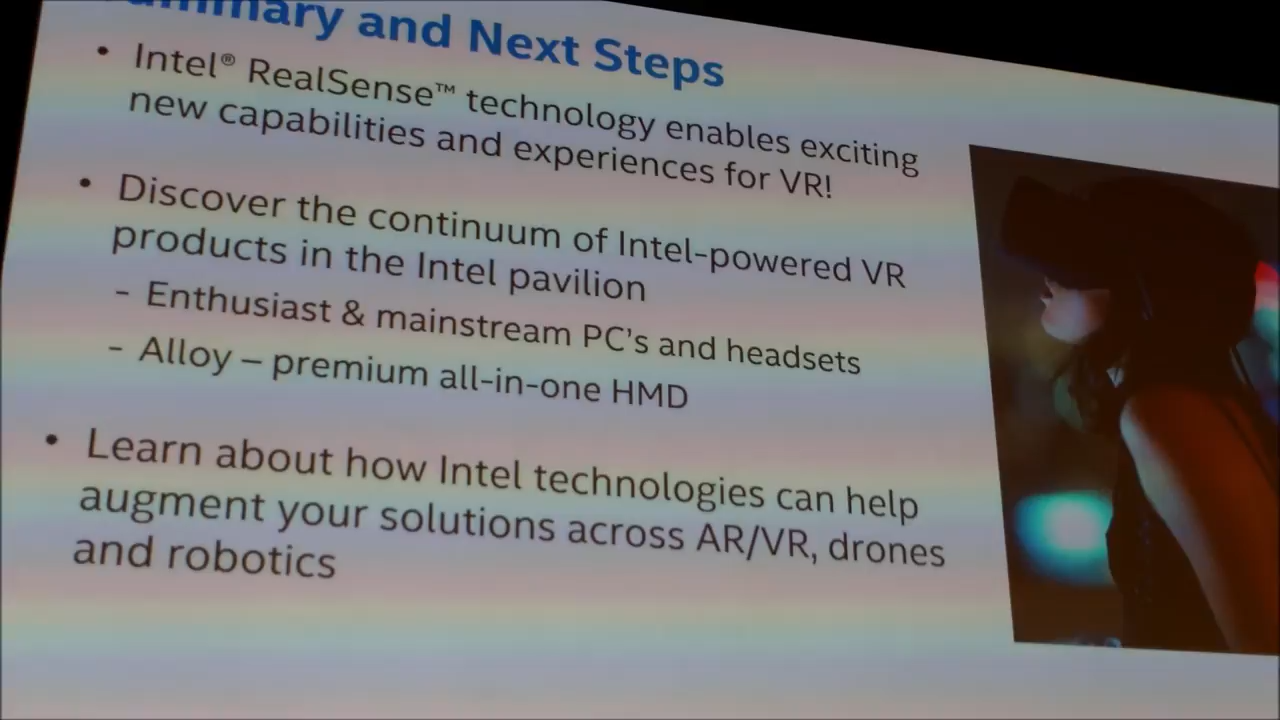 and Next Steps
• Intel® RealSense™ technology enables exciting
new capabilities and experiences for VR!
• Discover the continuum of Intel-powered VR
products in the Intel pavilion
- Enthusiast & mainstream PC's and headsets
- Alloy – premium all-in-one HMD
• Learn about how Intel technologies can help
augment your solutions across AR/VR, drones
and robotics